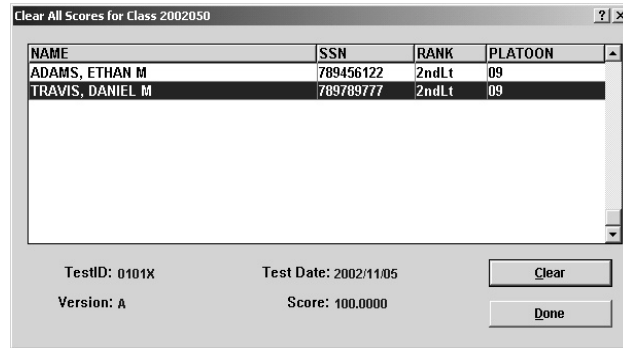 Clear All Scores for Class 2002050
NAME SSN RANK PLATOON
ADAMS, ETHAN M 789456122 2ndLt 09
TRAVIS, DANIEL M 789789777 2ndLt 09
TestID: 0101X Test Date: 2002/11/05 Clear
Version: A Score: 100.0000 Done